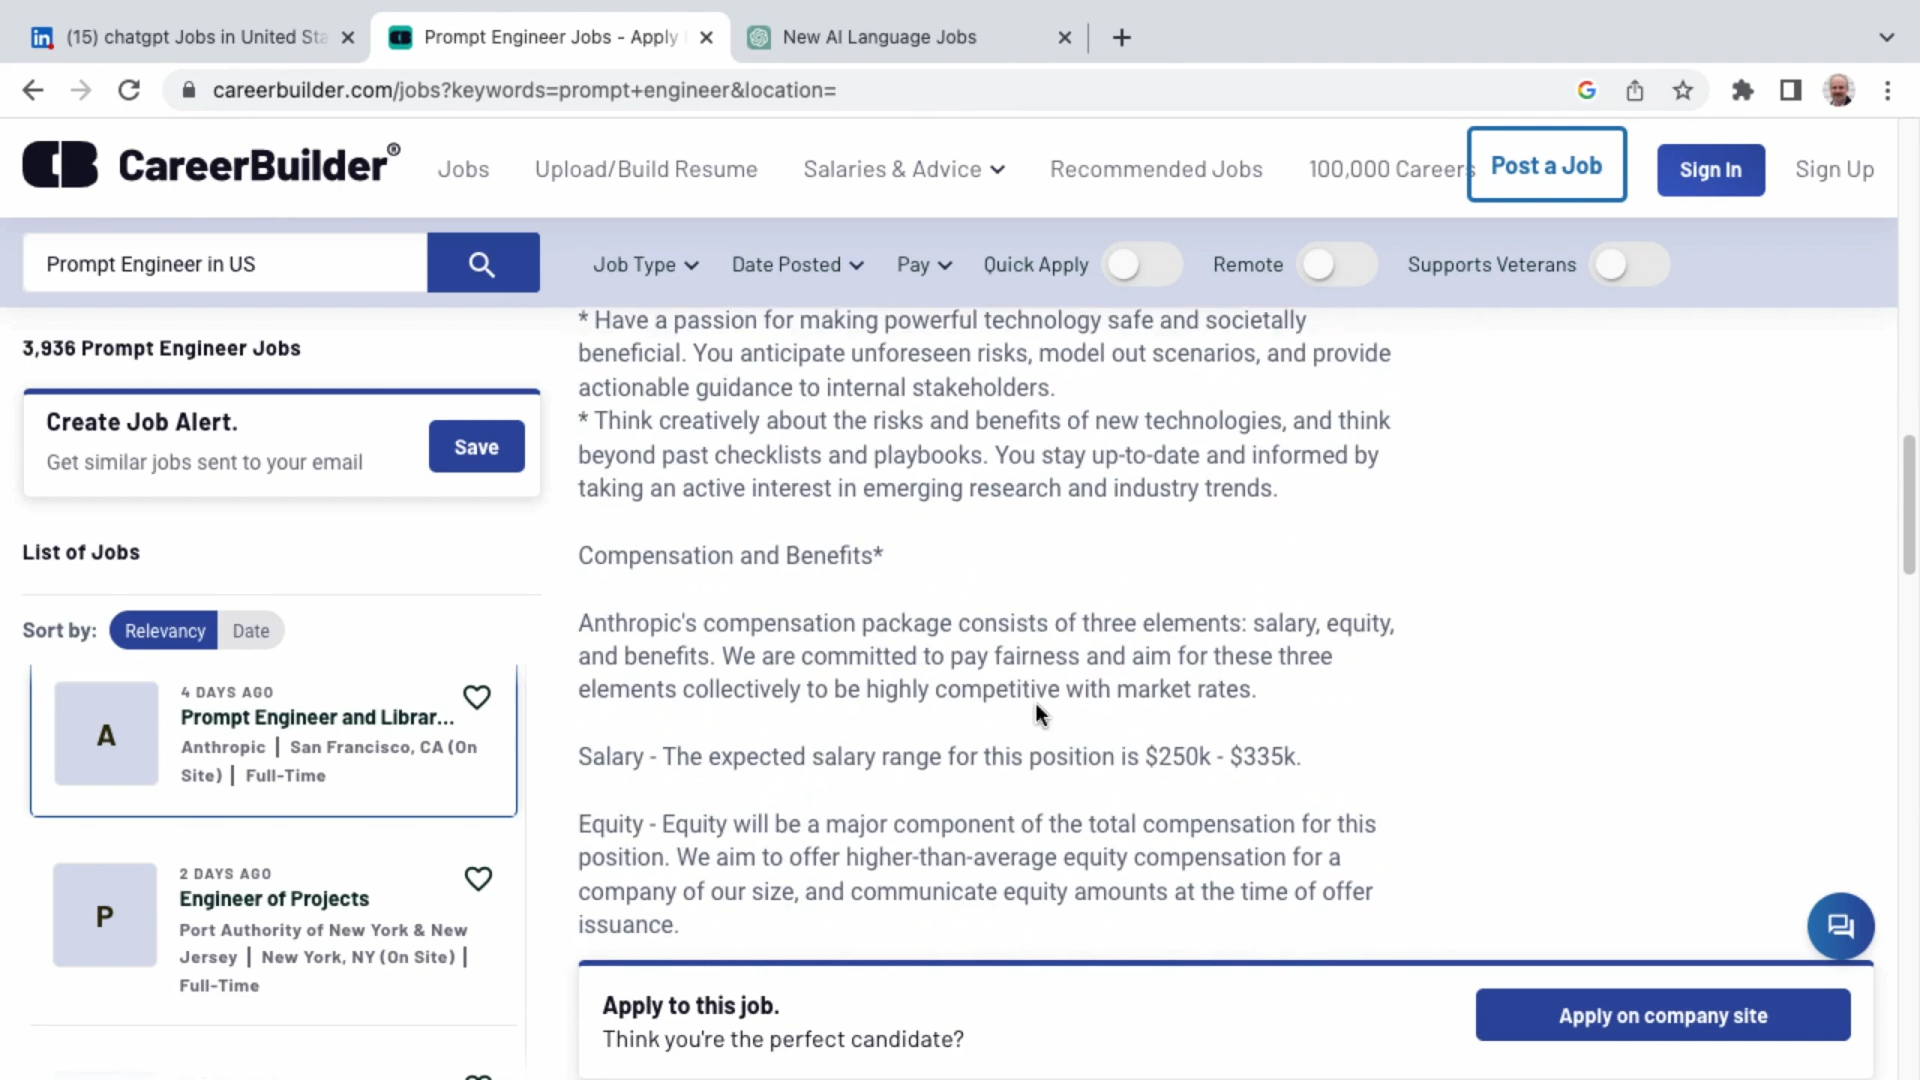 (15) chatgpt Jobs in United Sta
Prompt Engineer Jobs - Apply
New AI Language Jobs
careerbuilder.com/jobs?keywords=prompt+engineer&location=
CareerBuilder®
Jobs
Upload/Build Resume
Salaries & Advice
Recommended Jobs
100,000 Careers
Post a Job
Sign In
Sign Up
Prompt Engineer in US
Job Type
Date Posted
Pay
Quick Apply
Remote
Supports Veterans
3,936 Prompt Engineer Jobs
Create Job Alert.
Get similar jobs sent to your email
Save
List of Jobs
Sort by:
Relevancy
Date
A
4 DAYS AGO
Prompt Engineer and Librar...
Anthropic | San Francisco, CA (On
Site) | Full-Time
P
2 DAYS AGO
Engineer of Projects
Port Authority of New York & New
Jersey | New York, NY (On Site) |
Full-Time
* Have a passion for making powerful technology safe and societally
beneficial. You anticipate unforeseen risks, model out scenarios, and provide
actionable guidance to internal stakeholders.
* Think creatively about the risks and benefits of new technologies, and think
beyond past checklists and playbooks. You stay up-to-date and informed by
taking an active interest in emerging research and industry trends.
Compensation and Benefits*
Anthropic's compensation package consists of three elements: salary, equity,
and benefits. We are committed to pay fairness and aim for these three
elements collectively to be highly competitive with market rates.
Salary - The expected salary range for this position is $250k - $335k.
Equity - Equity will be a major component of the total compensation for this
position. We aim to offer higher-than-average equity compensation for a
company of our size, and communicate equity amounts at the time of offer
issuance.
Apply to this job.
Think you're the perfect candidate?
Apply on company site